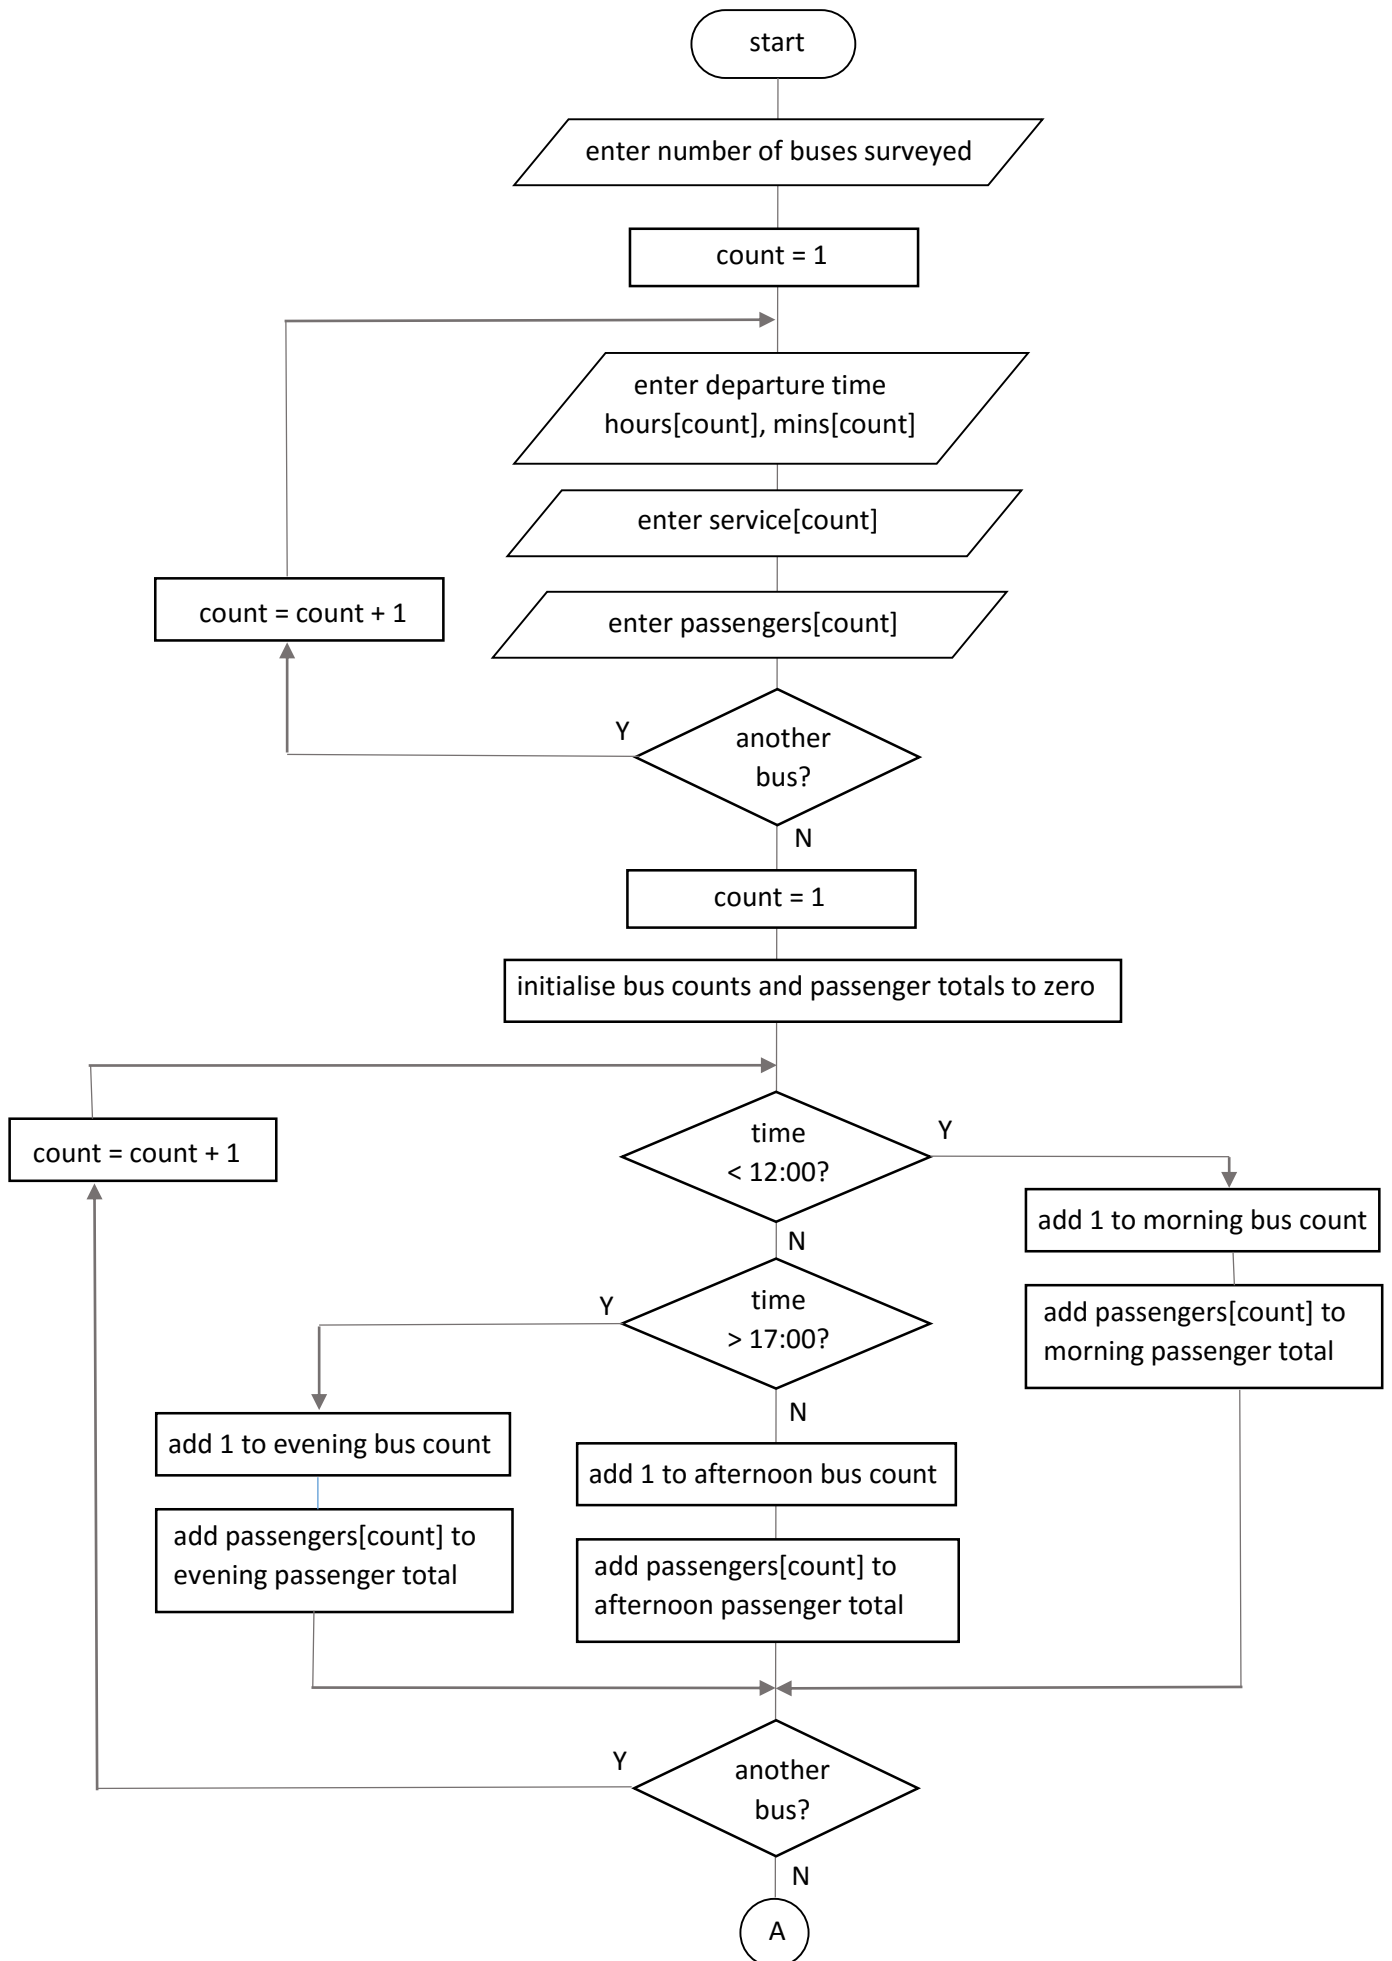 start
enter number of buses surveyed
count = 1
enter departure time
hours[count], mins[count]
enter service[count]
count = count + 1
enter passengers[count]
Y
another
bus?
N
count = 1
initialise bus counts and passenger totals to zero
count = count + 1
time
< 12:00?
Y
N
add 1 to morning bus count
add passengers[count] to
morning passenger total
Y
time
> 17:00?
N
add 1 to evening bus count
add passengers[count] to
evening passenger total
add 1 to afternoon bus count
add passengers[count] to
afternoon passenger total
Y
another
bus?
N
A